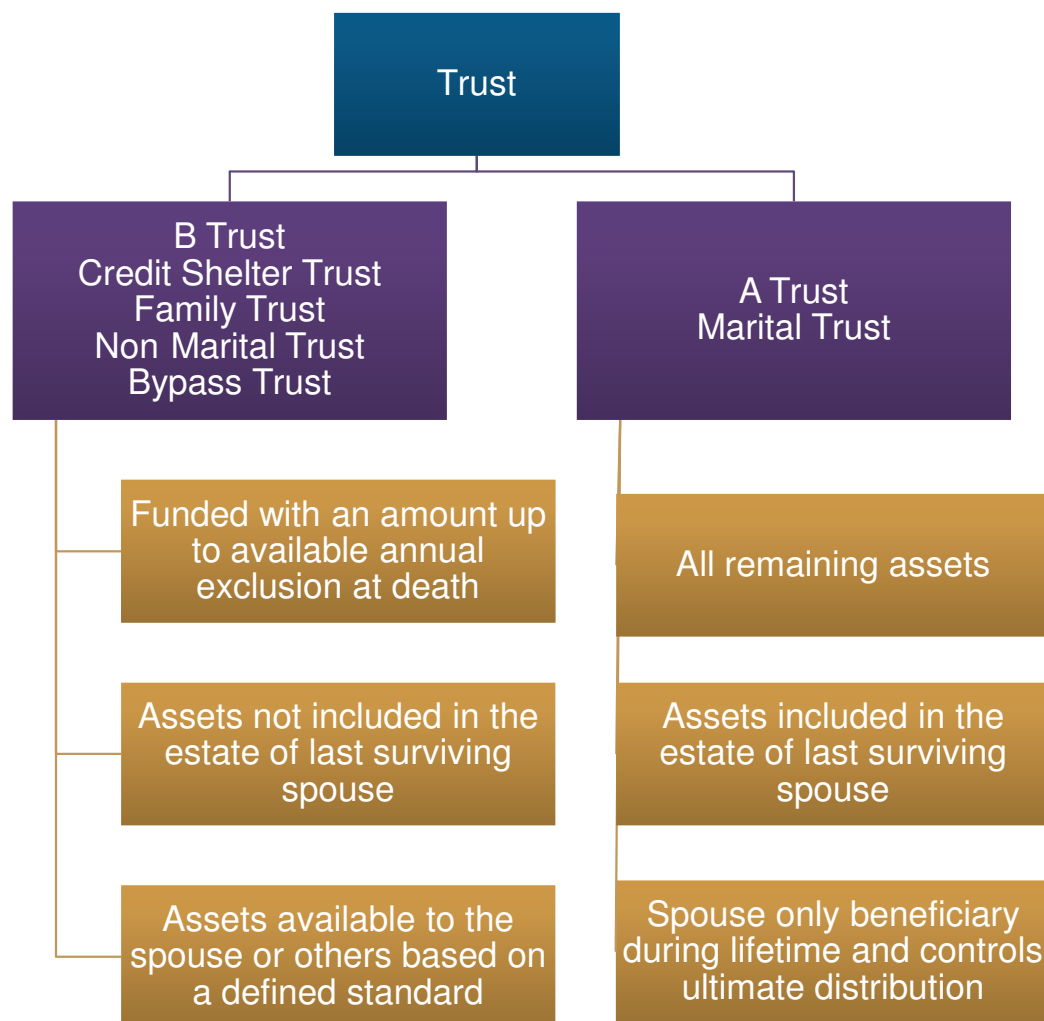 Trust
B Trust
Credit Shelter Trust
Family Trust
Non Marital Trust
Bypass Trust
A Trust
Marital Trust
Funded with an amount up
to available annual
exclusion at death
All remaining assets
Assets not included in the
estate of last surviving
spouse
Assets included in the
estate of last surviving
spouse
Assets available to the
spouse or others based on
a defined standard
Spouse only beneficiary
during lifetime and controls
ultimate distribution